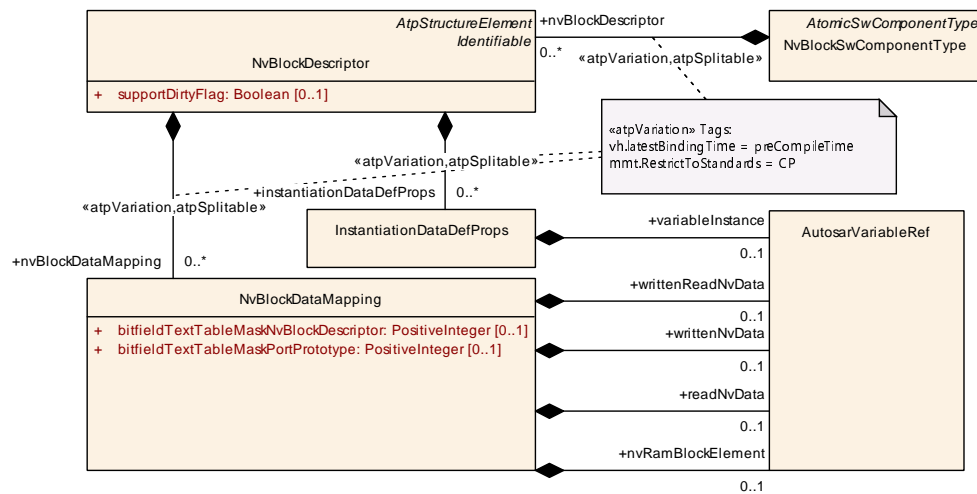 AtpStructureElement
Identifiable
NvBlockDescriptor
+ supportDirtyFlag: Boolean [0..1]
+nvBlockDescriptor
0..*
«atpVariation,atpSplitable»
AtomicSwComponentType
NvBlockSwComponentType
«atpVariation» Tags:
vh.latestBindingTime = preCompileTime
mmt.RestrictToStandards = CP
«atpVariation,atpSplitable»
+instantiationDataDefProps
0..*
«atpVariation,atpSplitable»
+nvBlockDataMapping
0..*
InstantiationDataDefProps
+variableInstance
0..1
AutosarVariableRef
NvBlockDataMapping
+ bitfieldTextTableMaskNvBlockDescriptor: PositiveInteger [0..1]
+ bitfieldTextTableMaskPortPrototype: PositiveInteger [0..1]
+writtenReadNvData
0..1
+writtenNvData
0..1
+readNvData
0..1
+nvRamBlockElement
0..1